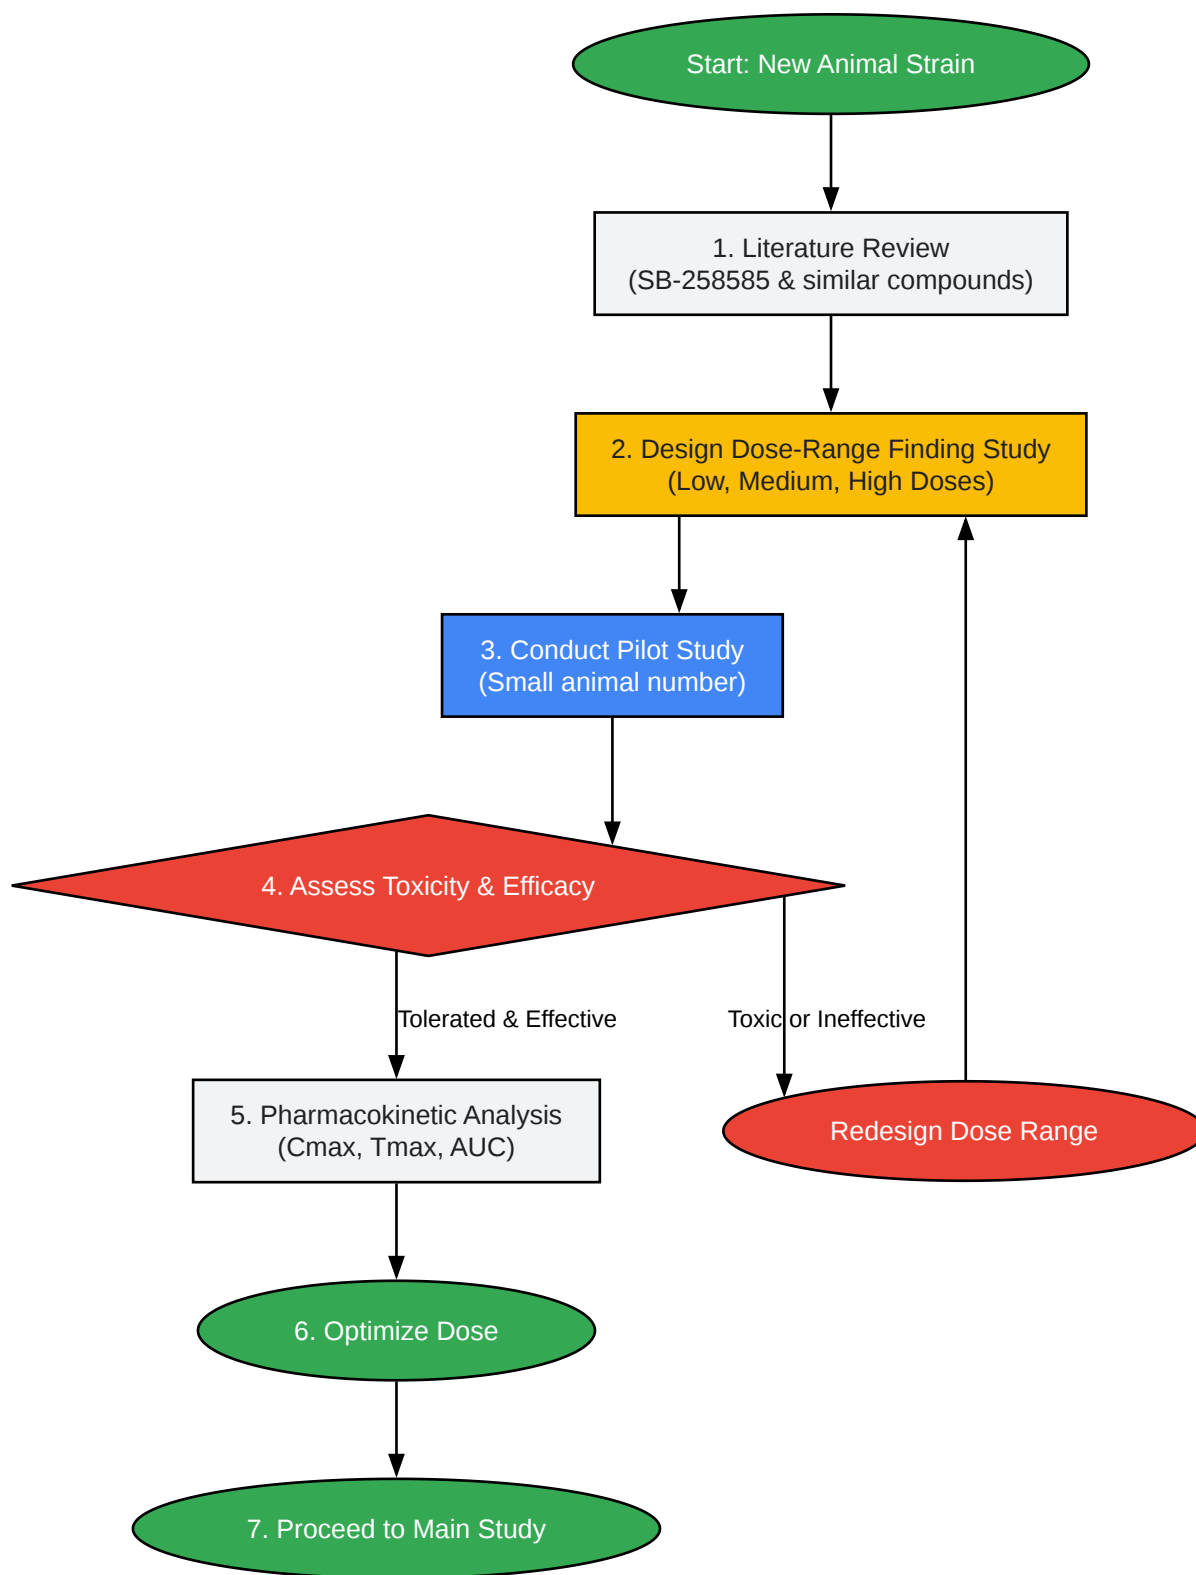 Start: New Animal Strain
1. Literature Review
(SB-258585 & similar compounds)
2. Design Dose-Range Finding Study
(Low, Medium, High Doses)
3. Conduct Pilot Study
(Small animal number)
4. Assess Toxicity & Efficacy
Tolerated & Effective
Toxic or Ineffective
5. Pharmacokinetic Analysis
(Cmax, Tmax, AUC)
Redesign Dose Range
6. Optimize Dose
7. Proceed to Main Study